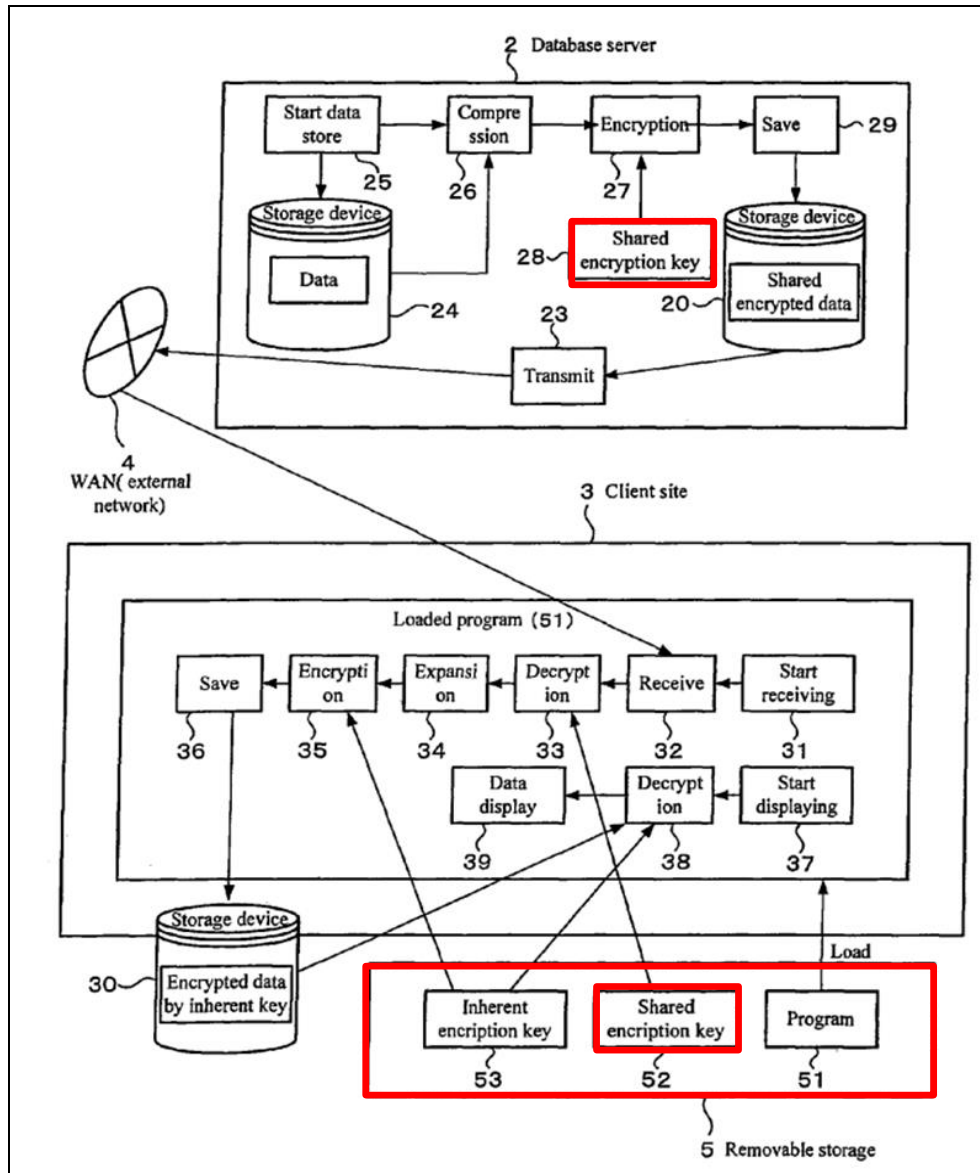 2 Database server
Start data
store
25
Compre
ssion
26
Encryption
27
Save
29
Storage device
Data
24
Shared
encryption key
28
Storage device
Shared
encrypted data
20
23
Transmit
4
WAN( external
network)
3 Client site
Loaded program (51)
Save
36
Encrypti
on
35
Expansi
on
34
Decrypt
ion
33
Receive
32
Start
receiving
31
Data
display
39
Decrypt
ion
38
Start
displaying
37
Storage device
Encrypted data
by inherent key
30
Load
Inherent
encription key
53
Shared
encription key
52
Program
51
5 Removable storage